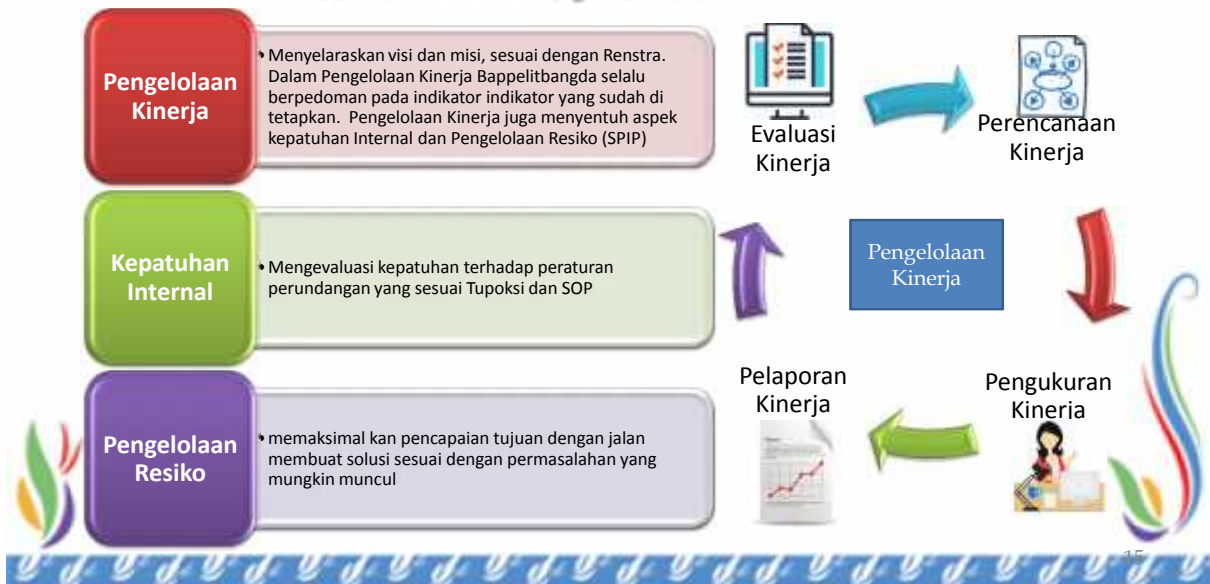 Pengelolaan
Kinerja
Menyelaraskan visi dan misi, sesuai dengan Renstra.
Dalam Pengelolaan Kinerja Bappelitbangda selalu
berpedoman pada indikator indikator yang sudah di
tetapkan. Pengelolaan Kinerja juga menyentuh aspek
kepatuhan Internal dan Pengelolaan Resiko (SPIP)
Kepatuhan
Internal
Mengevaluasi kepatuhan terhadap peraturan
perundangan yang sesuai Tupoksi dan SOP
Pengelolaan
Resiko
memaksimal kan pencapaian tujuan dengan jalan
membuat solusi sesuai dengan permasalahan yang
mungkin muncul
Evaluasi
Kinerja
Perencanaan
Kinerja
Pengelolaan
Kinerja
Pelaporan
Kinerja
Pengukuran
Kinerja
15